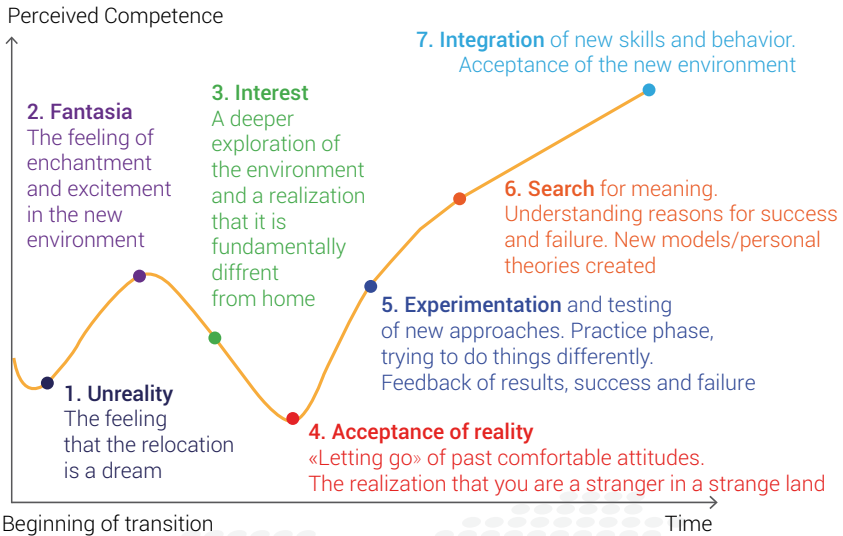 Perceived Competence
7. Integration of new skills and behavior.
Acceptance of the new environment
2. Fantasia
The feeling of
enchantment
and excitement
in the new
environment
3. Interest
A deeper
exploration of
the environment
and a realization
that it is
fundamentally
diffrent
from home
6. Search for meaning.
Understanding reasons for success
and failure. New models/personal
theories created
5. Experimentation and testing
of new approaches. Practice phase,
trying to do things differently.
Feedback of results, success and failure
1. Unreality
The feeling
that the relocation
is a dream
4. Acceptance of reality
«Letting go» of past comfortable attitudes.
The realization that you are a stranger in a strange land
Beginning of transition
Time